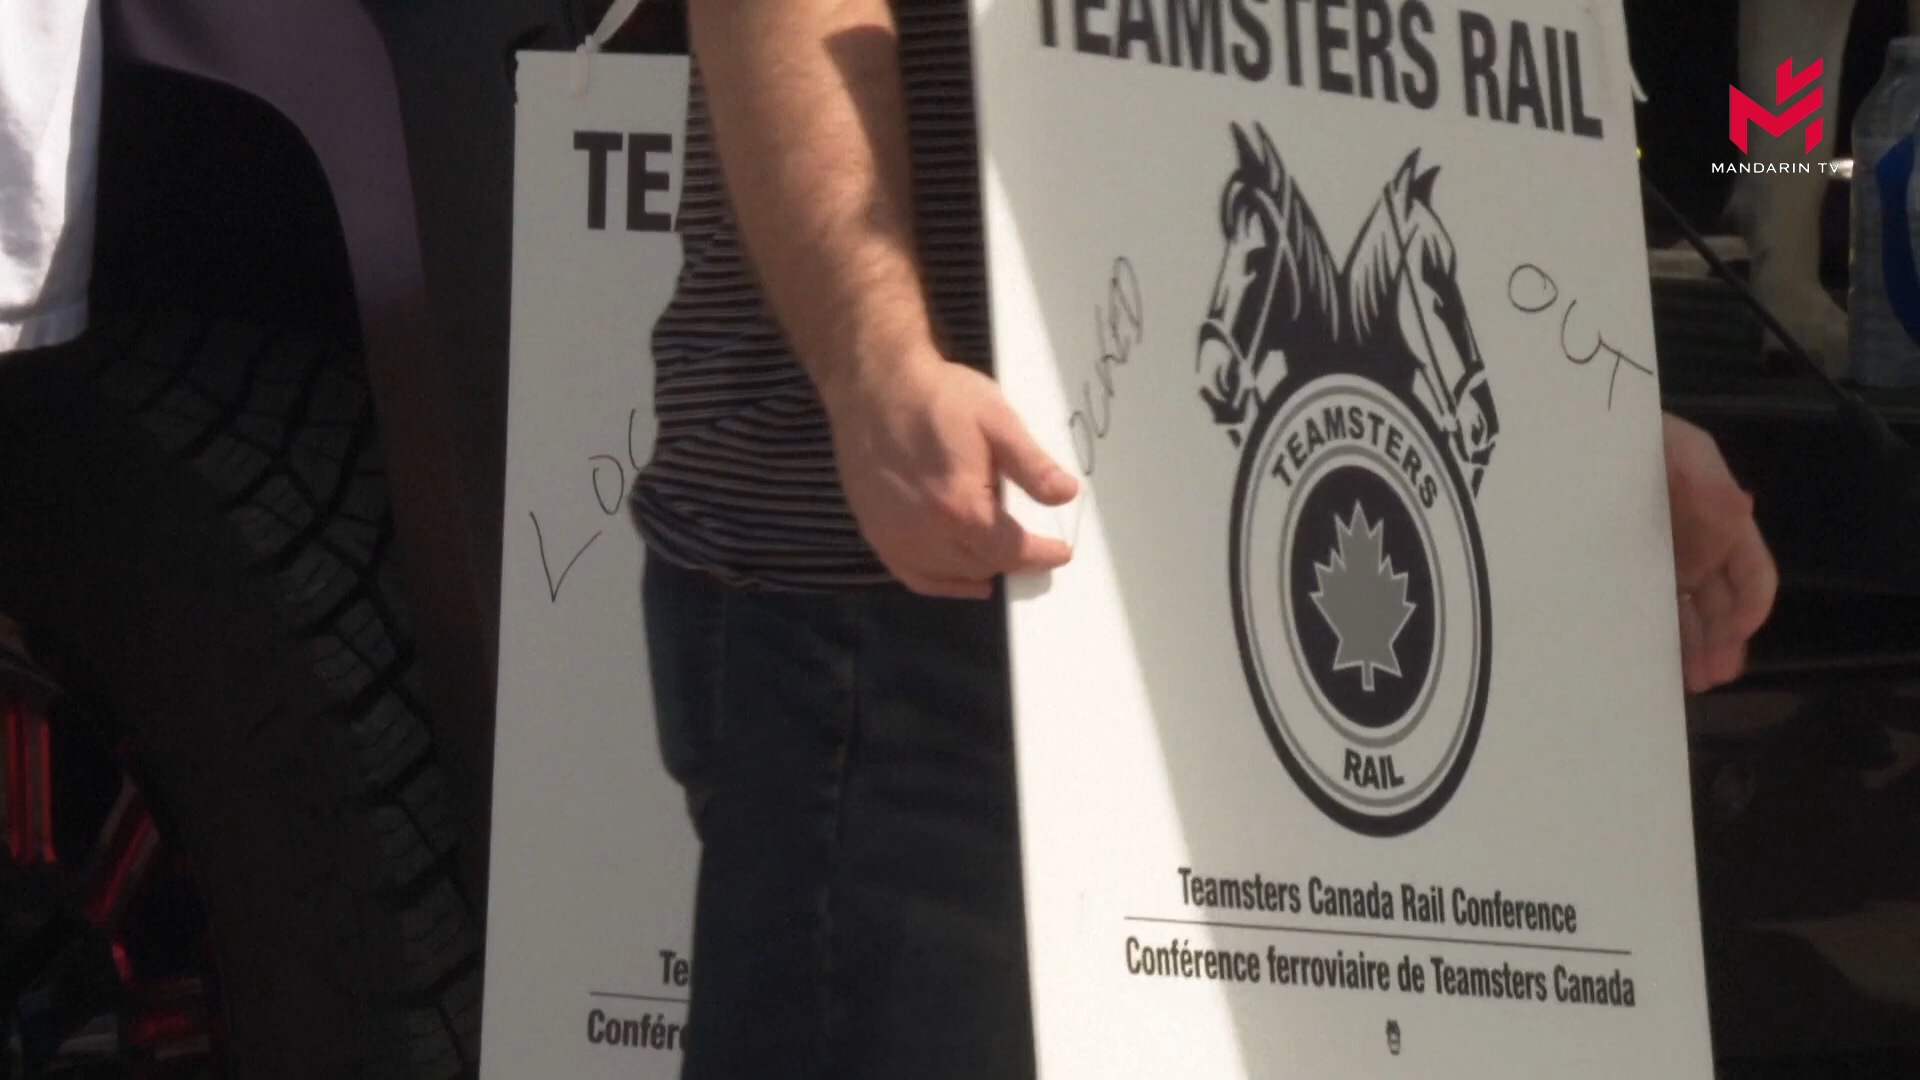 TEAMSTERS RAIL
MANDARIN TV
TE
LOC
LOCKED
OUT
TEAMSTERS
RAIL
Teamsters Canada Rail Conference
Conférence ferroviaire de Teamsters Canada
Te
Confér